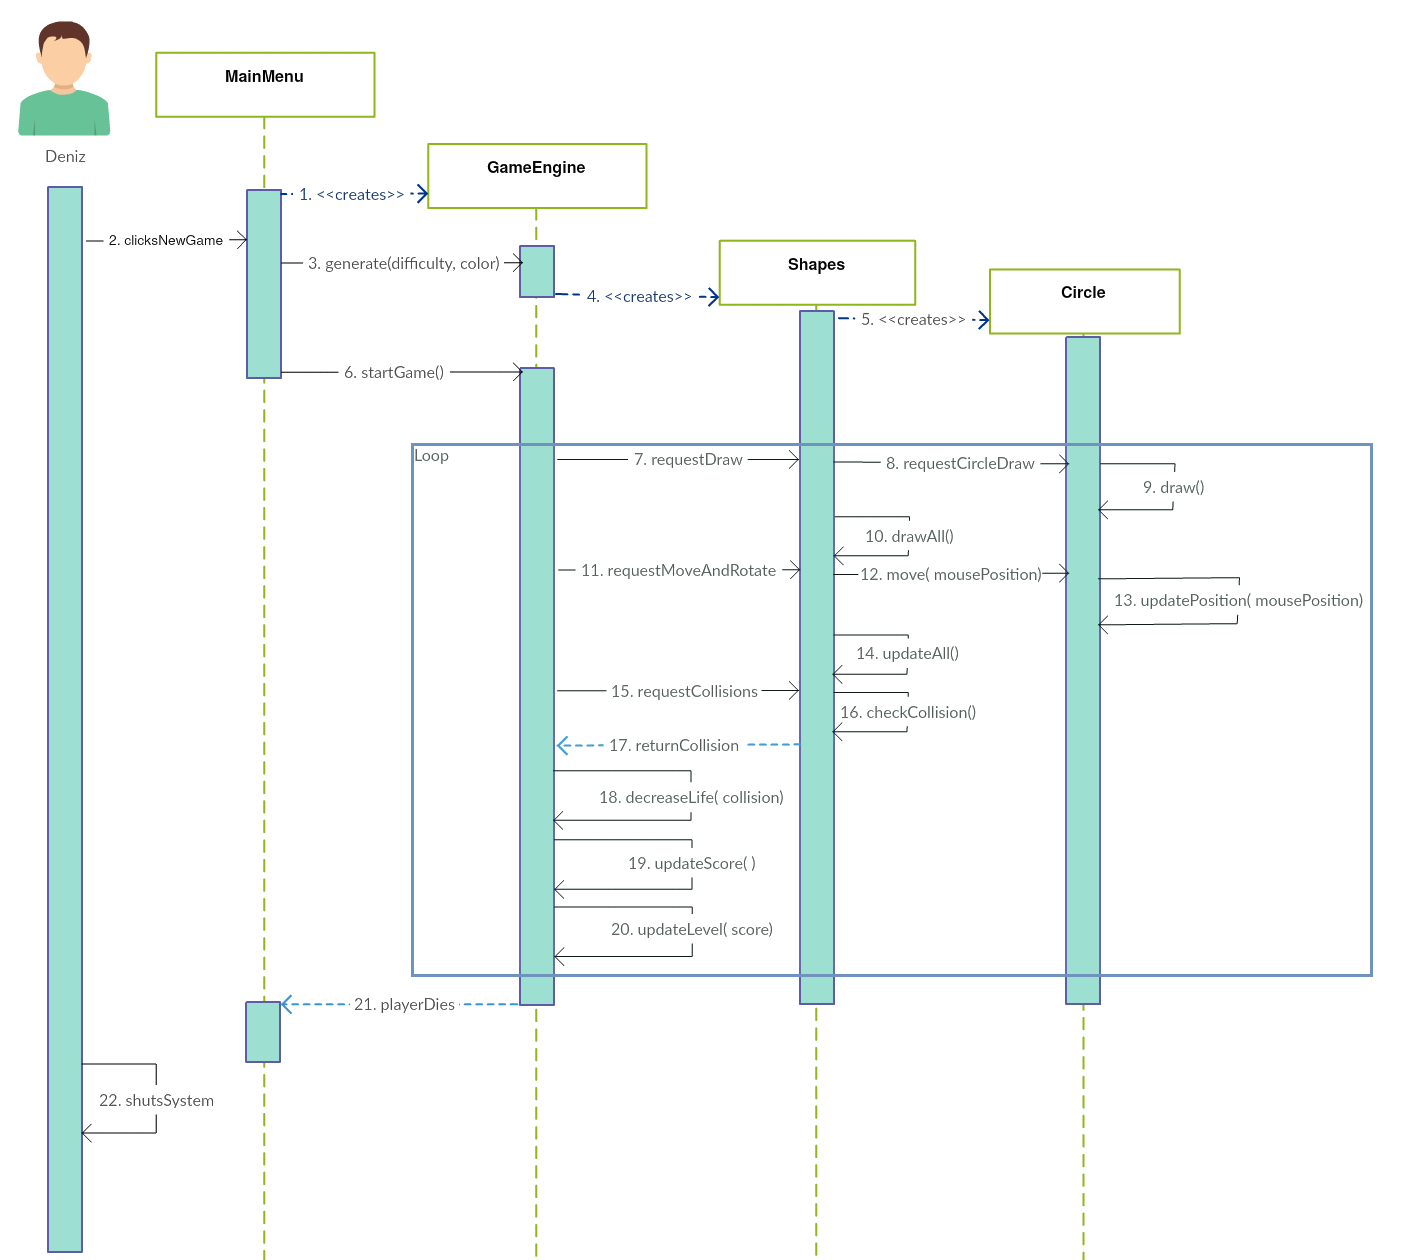 MainMenu
Deniz
GameEngine
1. <<creates>>
2. clicksNewGame
3. generate(difficulty, color)
Shapes
4. <<creates>>
Circle
5. <<creates>>
6. startGame()
Loop
7. requestDraw
8. requestCircleDraw
9. draw()
10. drawAll()
11. requestMoveAndRotate
12. move( mousePosition)
13. updatePosition( mousePosition)
14. updateAll()
15. requestCollisions
16. checkCollision()
17. returnCollision
18. decreaseLife( collision)
19. updateScore( )
20. updateLevel( score)
21. playerDies
22. shutsSystem